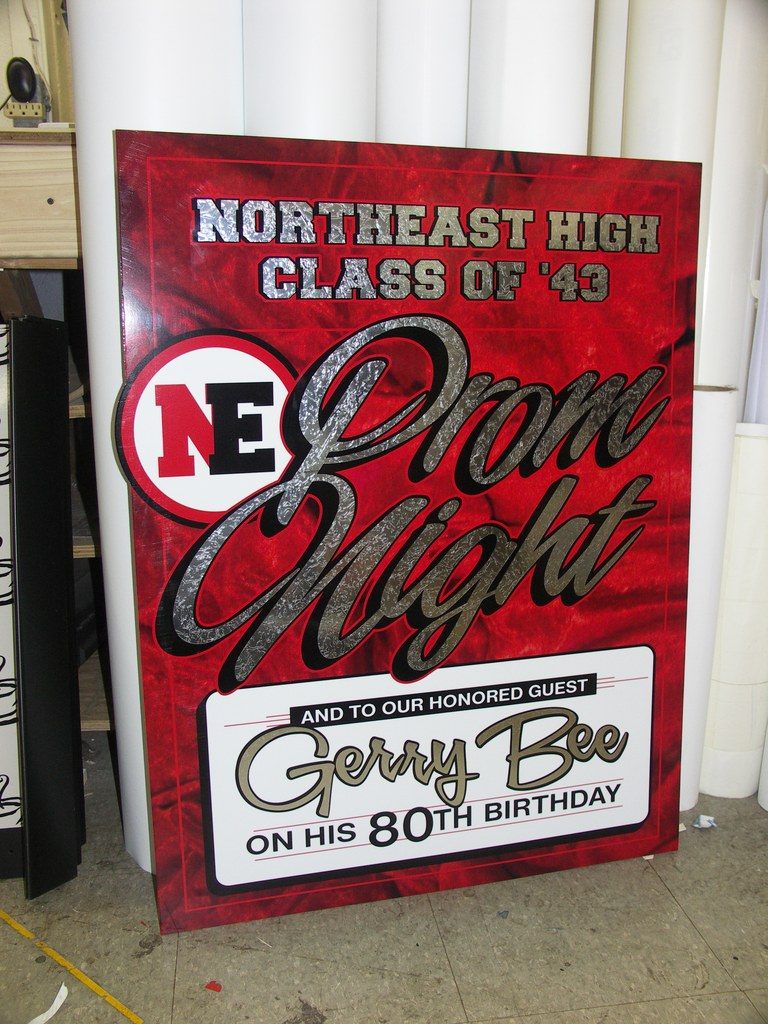 NORTHEAST HIGH
CLASS OF '43
NE
Prom
Night
AND TO OUR HONORED GUEST
Gerry Bee
ON HIS 80TH BIRTHDAY